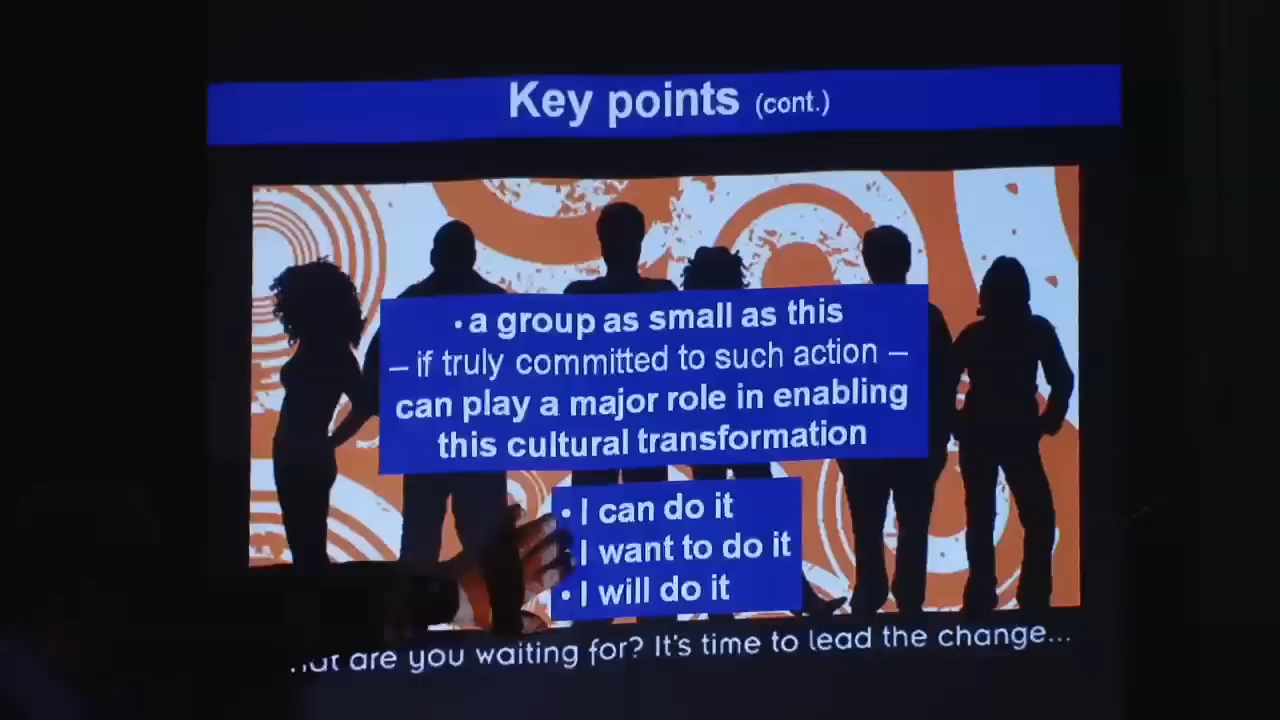 Key points (cont.)
• a group as small as this
– if truly committed to such action –
can play a major role in enabling
this cultural transformation
• I can do it
I want to do it
• I will do it
are you waiting for? It's time to lead the change...